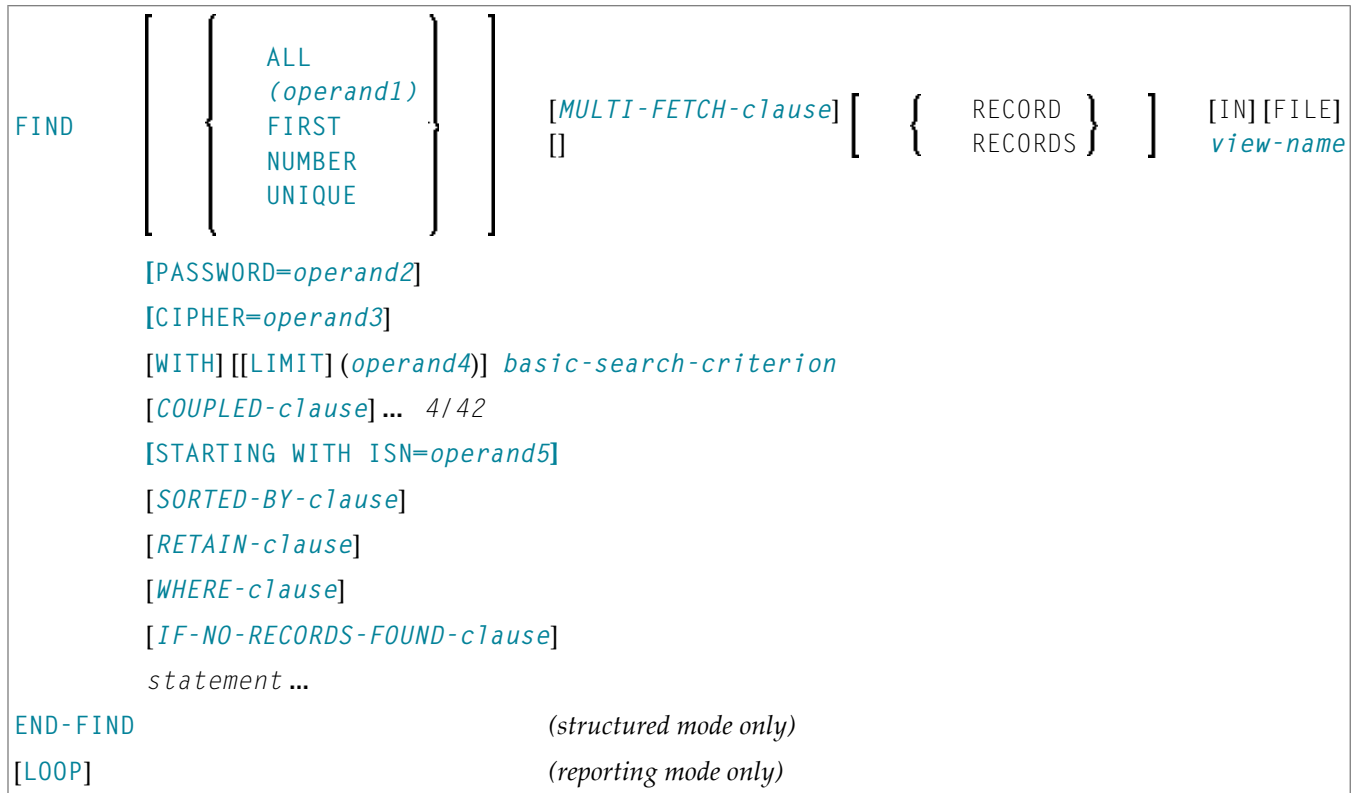 ALL
(operand1)
FIND FIRST [MULTI-FETCH-clause] RECORD [IN] [FILE]
NUMBER [] RECORDS view-name
UNIQUE
[PASSWORD=operand2]
[CIPHER=operand3]
[WITH] [[LIMIT] (operand4)] basic-search-criterion
[COUPLED-clause] ... 4/42
[STARTING WITH ISN=operand5]
[SORTED-BY-clause]
[RETAIN-clause]
[WHERE-clause]
[IF-NO-RECORDS-FOUND-clause]
statement ...
END-FIND (structured mode only)
[LOOP] (reporting mode only)